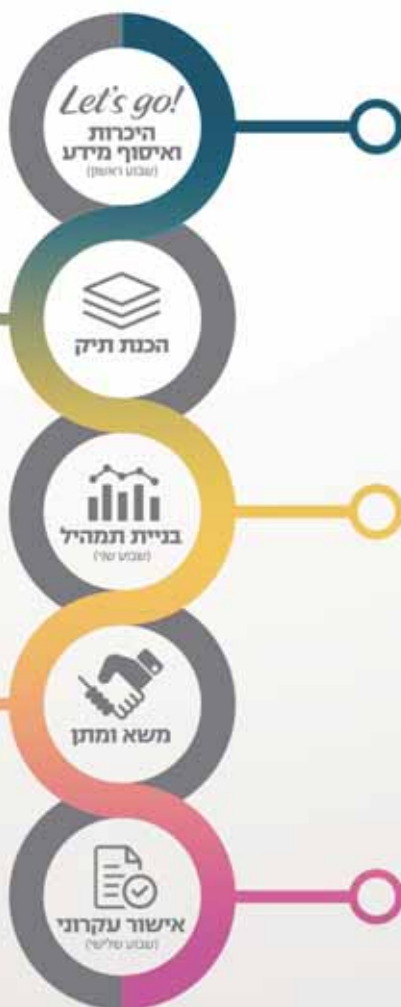 Let's go!
היכרות
ואיסוף מידע
(שבוע ראשון)
הכנת תיק
בניית תמהיל
(שבוע שני)
משא ומתן
אישור עקרוני
(שבוע שלישי)